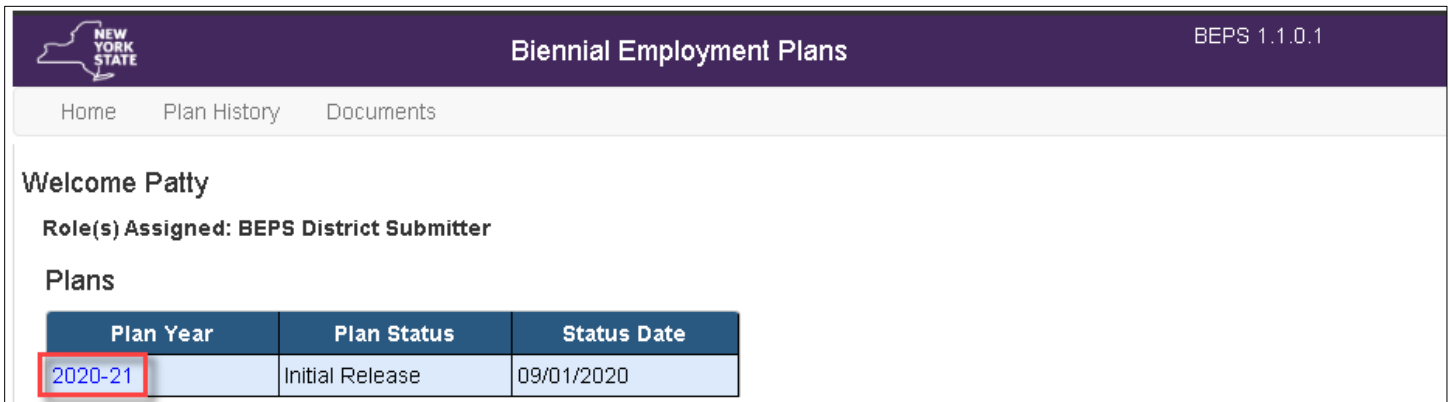 NEW
YORK
STATE
Biennial Employment Plans
BEPS 1.1.0.1
Home Plan History Documents
Welcome Patty
Role(s) Assigned: BEPS District Submitter
Plans
Plan Year Plan Status Status Date
2020-21 Initial Release 09/01/2020